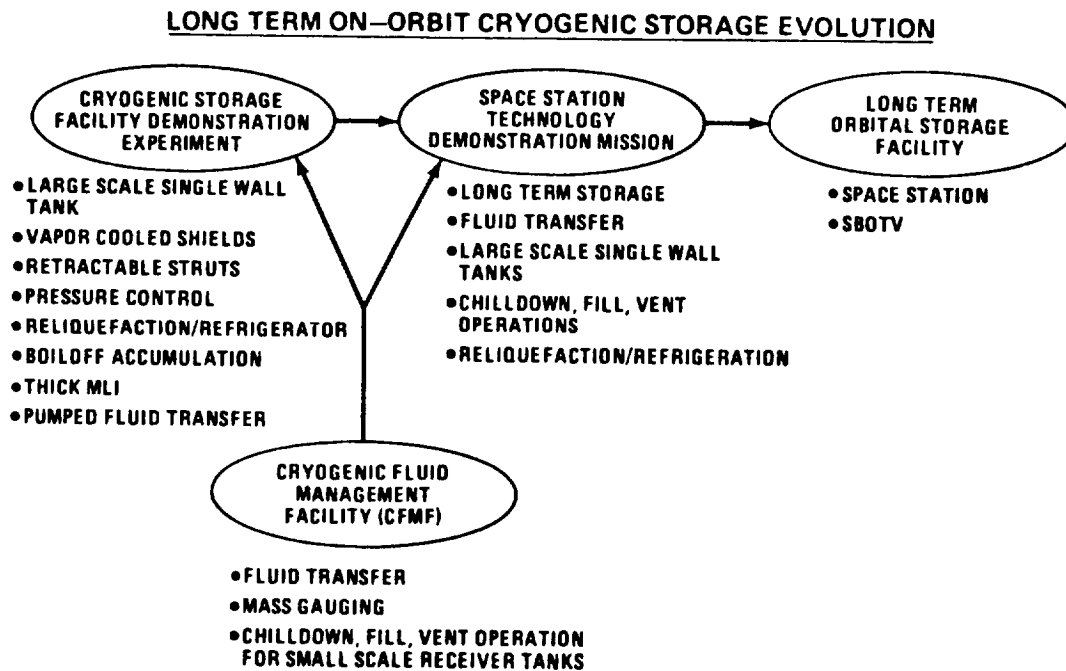 LONG TERM ON–ORBIT CRYOGENIC STORAGE EVOLUTION
CRYOGENIC STORAGE
FACILITY DEMONSTRATION
EXPERIMENT
●LARGE SCALE SINGLE WALL
TANK
●VAPOR COOLED SHIELDS
●RETRACTABLE STRUTS
●PRESSURE CONTROL
●RELIQUEFACTION/REFRIGERATOR
●BOILOFF ACCUMULATION
●THICK MLI
●PUMPED FLUID TRANSFER
SPACE STATION
TECHNOLOGY
DEMONSTRATION MISSION
●LONG TERM STORAGE
●FLUID TRANSFER
●LARGE SCALE SINGLE WALL
TANKS
●CHILLDOWN, FILL, VENT
OPERATIONS
●RELIQUEFACTION/REFRIGERATION
LONG TERM
ORBITAL STORAGE
FACILITY
●SPACE STATION
●SBOTV
CRYOGENIC FLUID
MANAGEMENT
FACILITY (CFMF)
●FLUID TRANSFER
●MASS GAUGING
●CHILLDOWN, FILL, VENT OPERATION
FOR SMALL SCALE RECEIVER TANKS